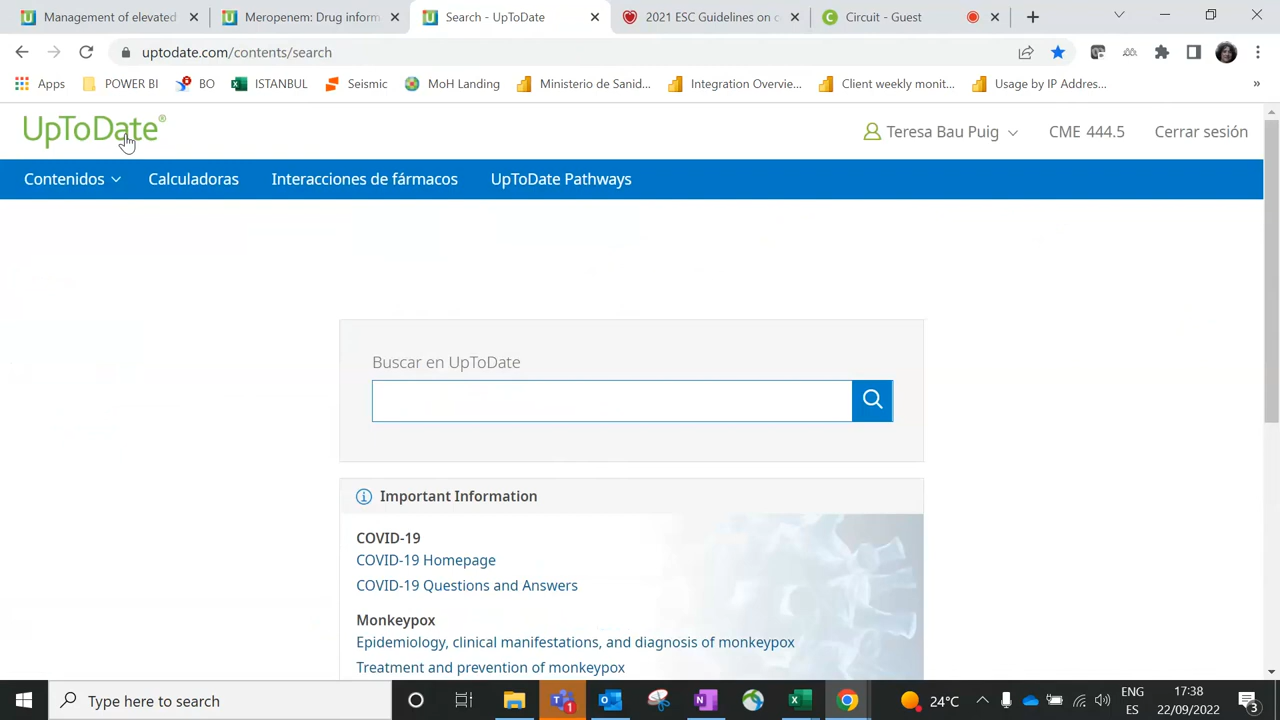 Management of elevated
Meropenem: Drug inform
Search - UpToDate
2021 ESC Guidelines on c
Circuit - Guest
uptodate.com/contents/search
Apps
POWER BI
BO
ISTANBUL
Seismic
MoH Landing
Ministerio de Sanid...
Integration Overvie...
Client weekly monit...
Usage by IP Addres...
»
UpToDate®
Teresa Bau Puig
CME 444.5
Cerrar sesión
Contenidos
Calculadoras
Interacciones de fármacos
UpToDate Pathways
Buscar en UpToDate
Important Information
COVID-19
COVID-19 Homepage
COVID-19 Questions and Answers
Monkeypox
Epidemiology, clinical manifestations, and diagnosis of monkeypox
Treatment and prevention of monkeypox
Type here to search
1
24°C
ENG
ES
17:38
22/09/2022
3